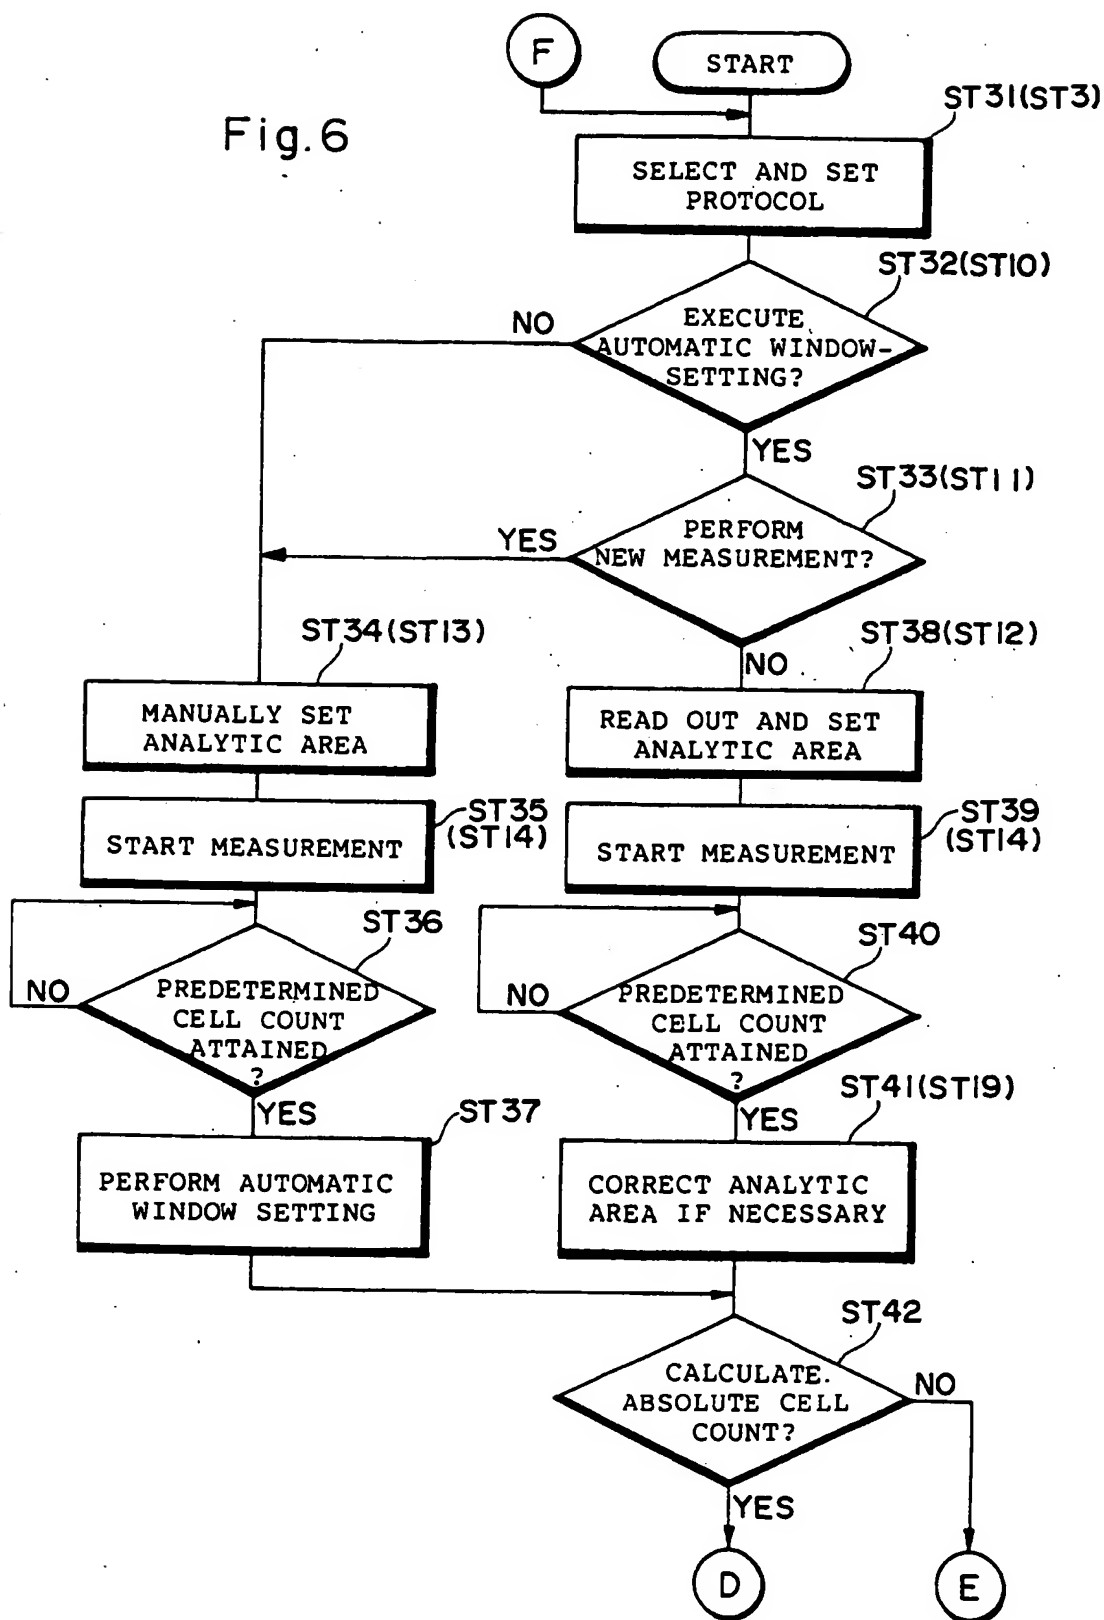 F
START
ST31(ST3)
Fig.6
SELECT AND SET
PROTOCOL
ST32(ST10)
NO
EXECUTE
AUTOMATIC WINDOW-
SETTING?
YES
ST33(ST11)
YES
PERFORM
NEW MEASUREMENT?
ST34(ST13)
ST38(ST12)
NO
MANUALLY SET
ANALYTIC AREA
READ OUT AND SET
ANALYTIC AREA
START MEASUREMENT
ST35
(ST14)
START MEASUREMENT
ST39
(ST14)
ST36
NO
PREDETERMINED
CELL COUNT
ATTAINED
?
ST40
NO
PREDETERMINED
CELL COUNT
ATTAINED
?
YES
ST37
YES
ST41(ST19)
PERFORM AUTOMATIC
WINDOW SETTING
CORRECT ANALYTIC
AREA IF NECESSARY
ST42
CALCULATE.
ABSOLUTE CELL
COUNT?
NO
YES
D
E